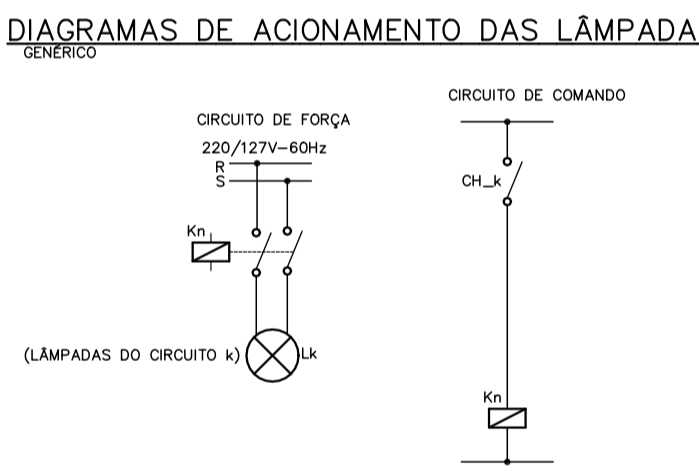 DIAGRAMAS DE ACIONAMENTO DAS LÂMPADA
GENÉRICO
CIRCUITO DE FORÇA
220/127V-60Hz
R
S
Kn
(LÂMPADAS DO CIRCUITO k)
Lk
CIRCUITO DE COMANDO
CH_k
Kn